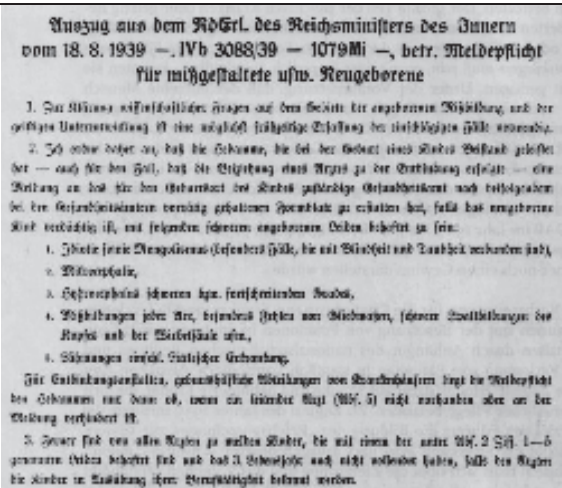 Auszug aus dem RdErl. des Reichsministers des Innern
vom 18. 8. 1939 —. IVb 3088/39 — 1079Mi —, betr. Meldepflicht
für mißgestaltete usw. Neugeborene
1. Zur Klärung wissenschaftlicher Fragen auf dem Gebiete der angeborenen Mißbildung und der
geistigen Unterentwicklung ist eine möglichst frühzeitige Erfassung der einschlägigen Fälle notwendig.
2. Ich ordne daher an, daß die Hebamme, die bei der Geburt eines Kindes Beistand geleistet
hat — auch für den Fall, daß die Beiziehung eines Arztes zu der Entbindung erfolgte — eine
Meldung an das für den Geburtsort des Kindes zuständige Gesundheitsamt nach beifolgendem
bei den Gesundheitsämtern vorrätig gehaltenen Formblatt zu erstatten hat, falls das neugeborene
Kind verdächtig ist, mit folgenden schweren angeborenen Leiden behaftet zu sein:
1. Idiotie sowie Mongolismus (besonders Fälle, die mit Blindheit und Taubheit verbunden sind),
2. Mikrocephalie,
3. Hydrocephalus schweren bzw. fortschreitenden Grades,
4. Mißbildungen jeder Art, besonders Fehlen von Gliedmaßen, schwere Spaltbildungen des
Kopfes und der Wirbelsäule usw.,
5. Lähmungen einschl. Littlescher Erkrankung.
Für Entbindungsanstalten, geburtshilfliche Abteilungen von Krankenhäusern liegt die Meldepflicht
den Hebammen nur dann ob, wenn ein leitender Arzt (Abs. 5) nicht vorhanden oder an der
Meldung verhindert ist.
3. Ferner sind von allen Ärzten zu melden Kinder, die mit einem der unter Abs. 2 Ziff. 1—5
genannten Leiden behaftet sind und das 3. Lebensjahr noch nicht vollendet haben, falls den Ärzten
die Kinder in Ausübung ihrer Berufstätigkeit bekannt werden.